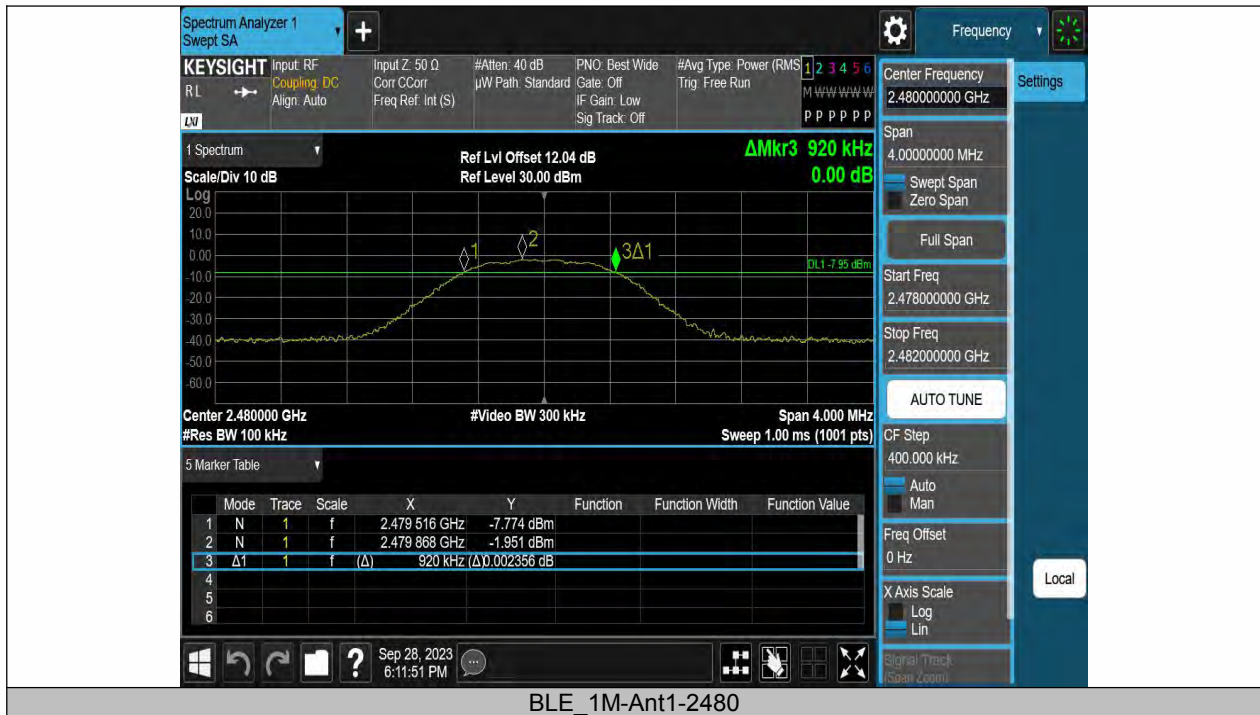 Spectrum Analyzer 1
Swept SA
+
Frequency
KEYSIGHT Input: RF Input Z: 50 Ω #Atten: 40 dB PNO: Best Wide #Avg Type: Power (RMS 1 2 3 4 5 6
RL Coupling: DC Corr CCorr µW Path: Standard Gate: Off Trig: Free Run
Align: Auto Freq Ref: Int (S) IF Gain: Low M W W W W W
LXI Sig Track: Off P P P P P P
1 Spectrum
Ref Lvl Offset 12.04 dB
ΔMkr3 920 kHz
Scale/Div 10 dB
Ref Level 30.00 dBm
0.00 dB
Log
20.0
10.0
0.00
-10.0
-20.0
-30.0
-40.0
-50.0
-60.0
1
2
3Δ1
DL1 -7.95 dBm
Center 2.480000 GHz #Video BW 300 kHz Span 4.000 MHz
#Res BW 100 kHz Sweep 1.00 ms (1001 pts)
5 Marker Table
Mode Trace Scale X Y Function Function Width Function Value
1 N 1 f 2.479 516 GHz -7.774 dBm
2 N 1 f 2.479 868 GHz -1.951 dBm
3 Δ1 1 f (Δ) 920 kHz (Δ) 0.002356 dB
4
5
6
Center Frequency
2.480000000 GHz
Settings
Span
4.00000000 MHz
Swept Span
Zero Span
Full Span
Start Freq
2.478000000 GHz
Stop Freq
2.482000000 GHz
AUTO TUNE
CF Step
400.000 kHz
Auto
Man
Freq Offset
0 Hz
X Axis Scale
Log
Lin
Signal Track
(Span Zoom)
Local
?
Sep 28, 2023
6:11:51 PM
BLE_1M-Ant1-2480